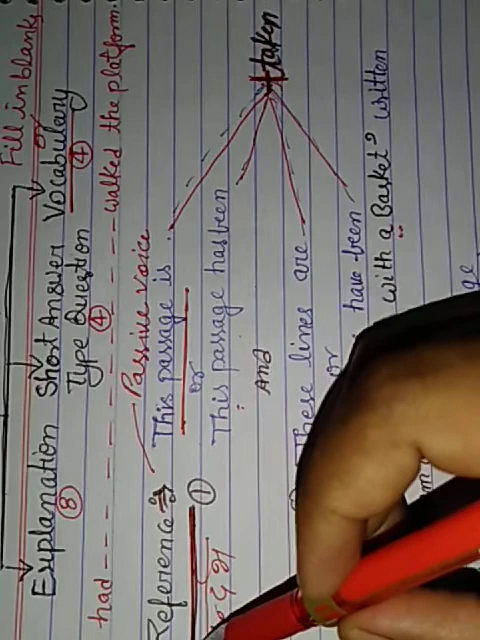 Fill in blanks
or
Explanation Short Answer Vocabulary
(8) Type Question (4)
(4)
had - - - - - - - - - - walked the platform.
Passive voice
Reference
This passage is
or
(1) This passage has been
taken
And
These lines are
or
have been
with a Basket" written